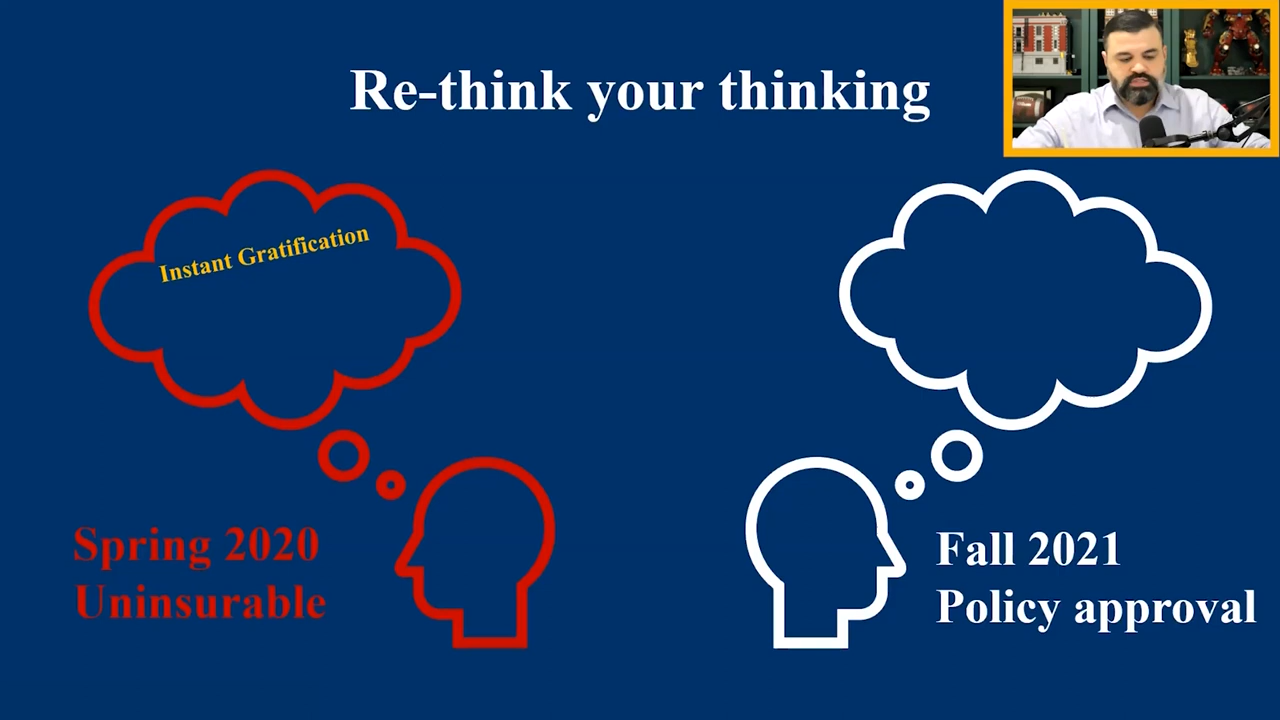 Re-think your thinking
Instant Gratification
Spring 2020
Uninsurable
Fall 2021
Policy approval